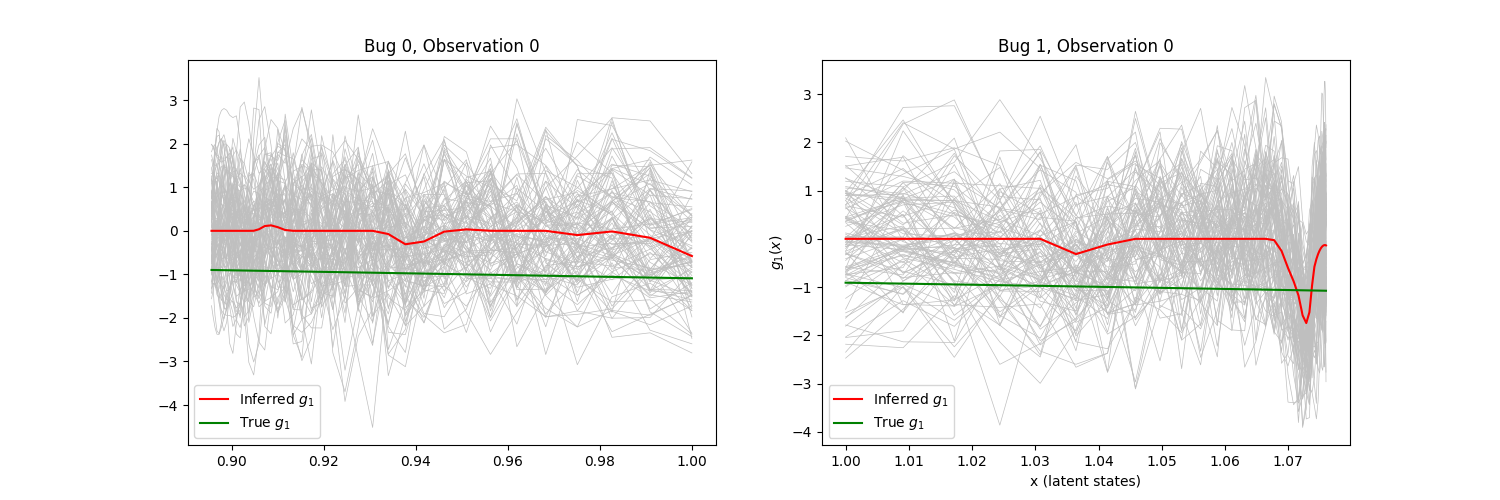 Bug 0, Observation 0
3
2
1
0
−1
−2
−3
−4
Inferred g₁
True g₁
0.90 0.92 0.94 0.96 0.98 1.00
Bug 1, Observation 0
g₁(x)
3
2
1
0
−1
−2
−3
−4
Inferred g₁
True g₁
1.00 1.01 1.02 1.03 1.04 1.05 1.06 1.07
x (latent states)